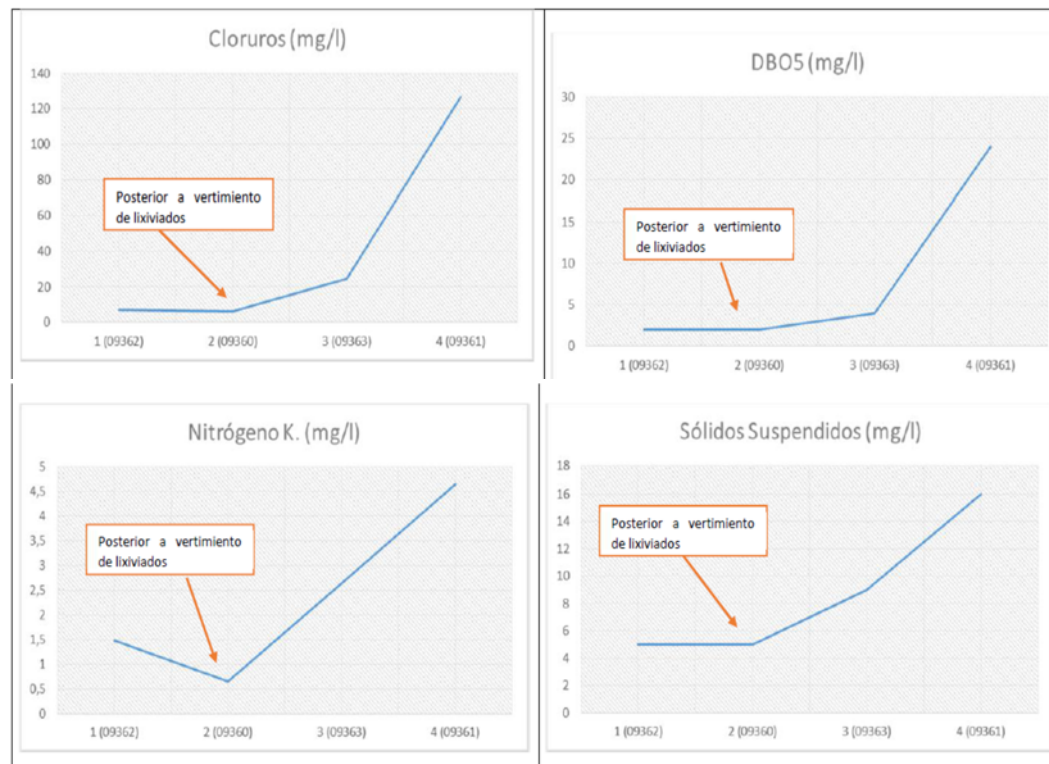 Cloruros (mg/l)
140
120
100
80
60
40
20
0
Posterior a vertimiento
de lixiviados
1 (09362) 2 (09360) 3 (09363) 4 (09361)
DBO5 (mg/l)
30
25
20
15
10
5
0
Posterior a vertimiento
de lixiviados
1 (09362) 2 (09360) 3 (09363) 4 (09361)
Nitrógeno K. (mg/l)
5
4,5
4
3,5
3
2,5
2
1,5
1
0,5
0
Posterior a vertimiento
de lixiviados
1 (09362) 2 (09360) 3 (09363) 4 (09361)
Sólidos Suspendidos (mg/l)
18
16
14
12
10
8
6
4
2
0
Posterior a vertimiento
de lixiviados
1 (09362) 2 (09360) 3 (09363) 4 (09361)